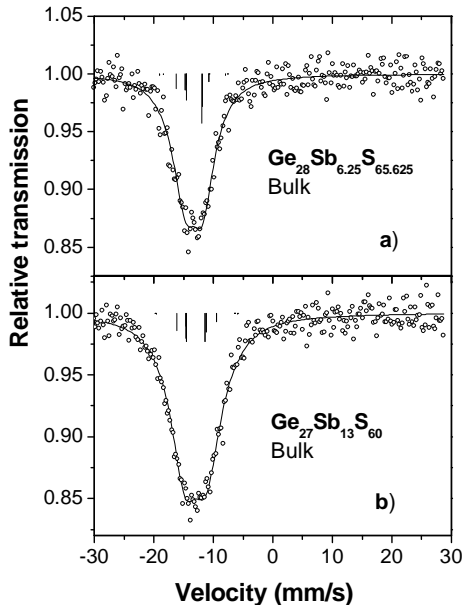 1.05
1.00
0.95
0.90
0.85
Ge28Sb6.25S65.625
Bulk
a)
Relative transmission
1.00
0.95
0.90
0.85
Ge27Sb13S60
Bulk
b)
-30 -20 -10 0 10 20 30
Velocity (mm/s)